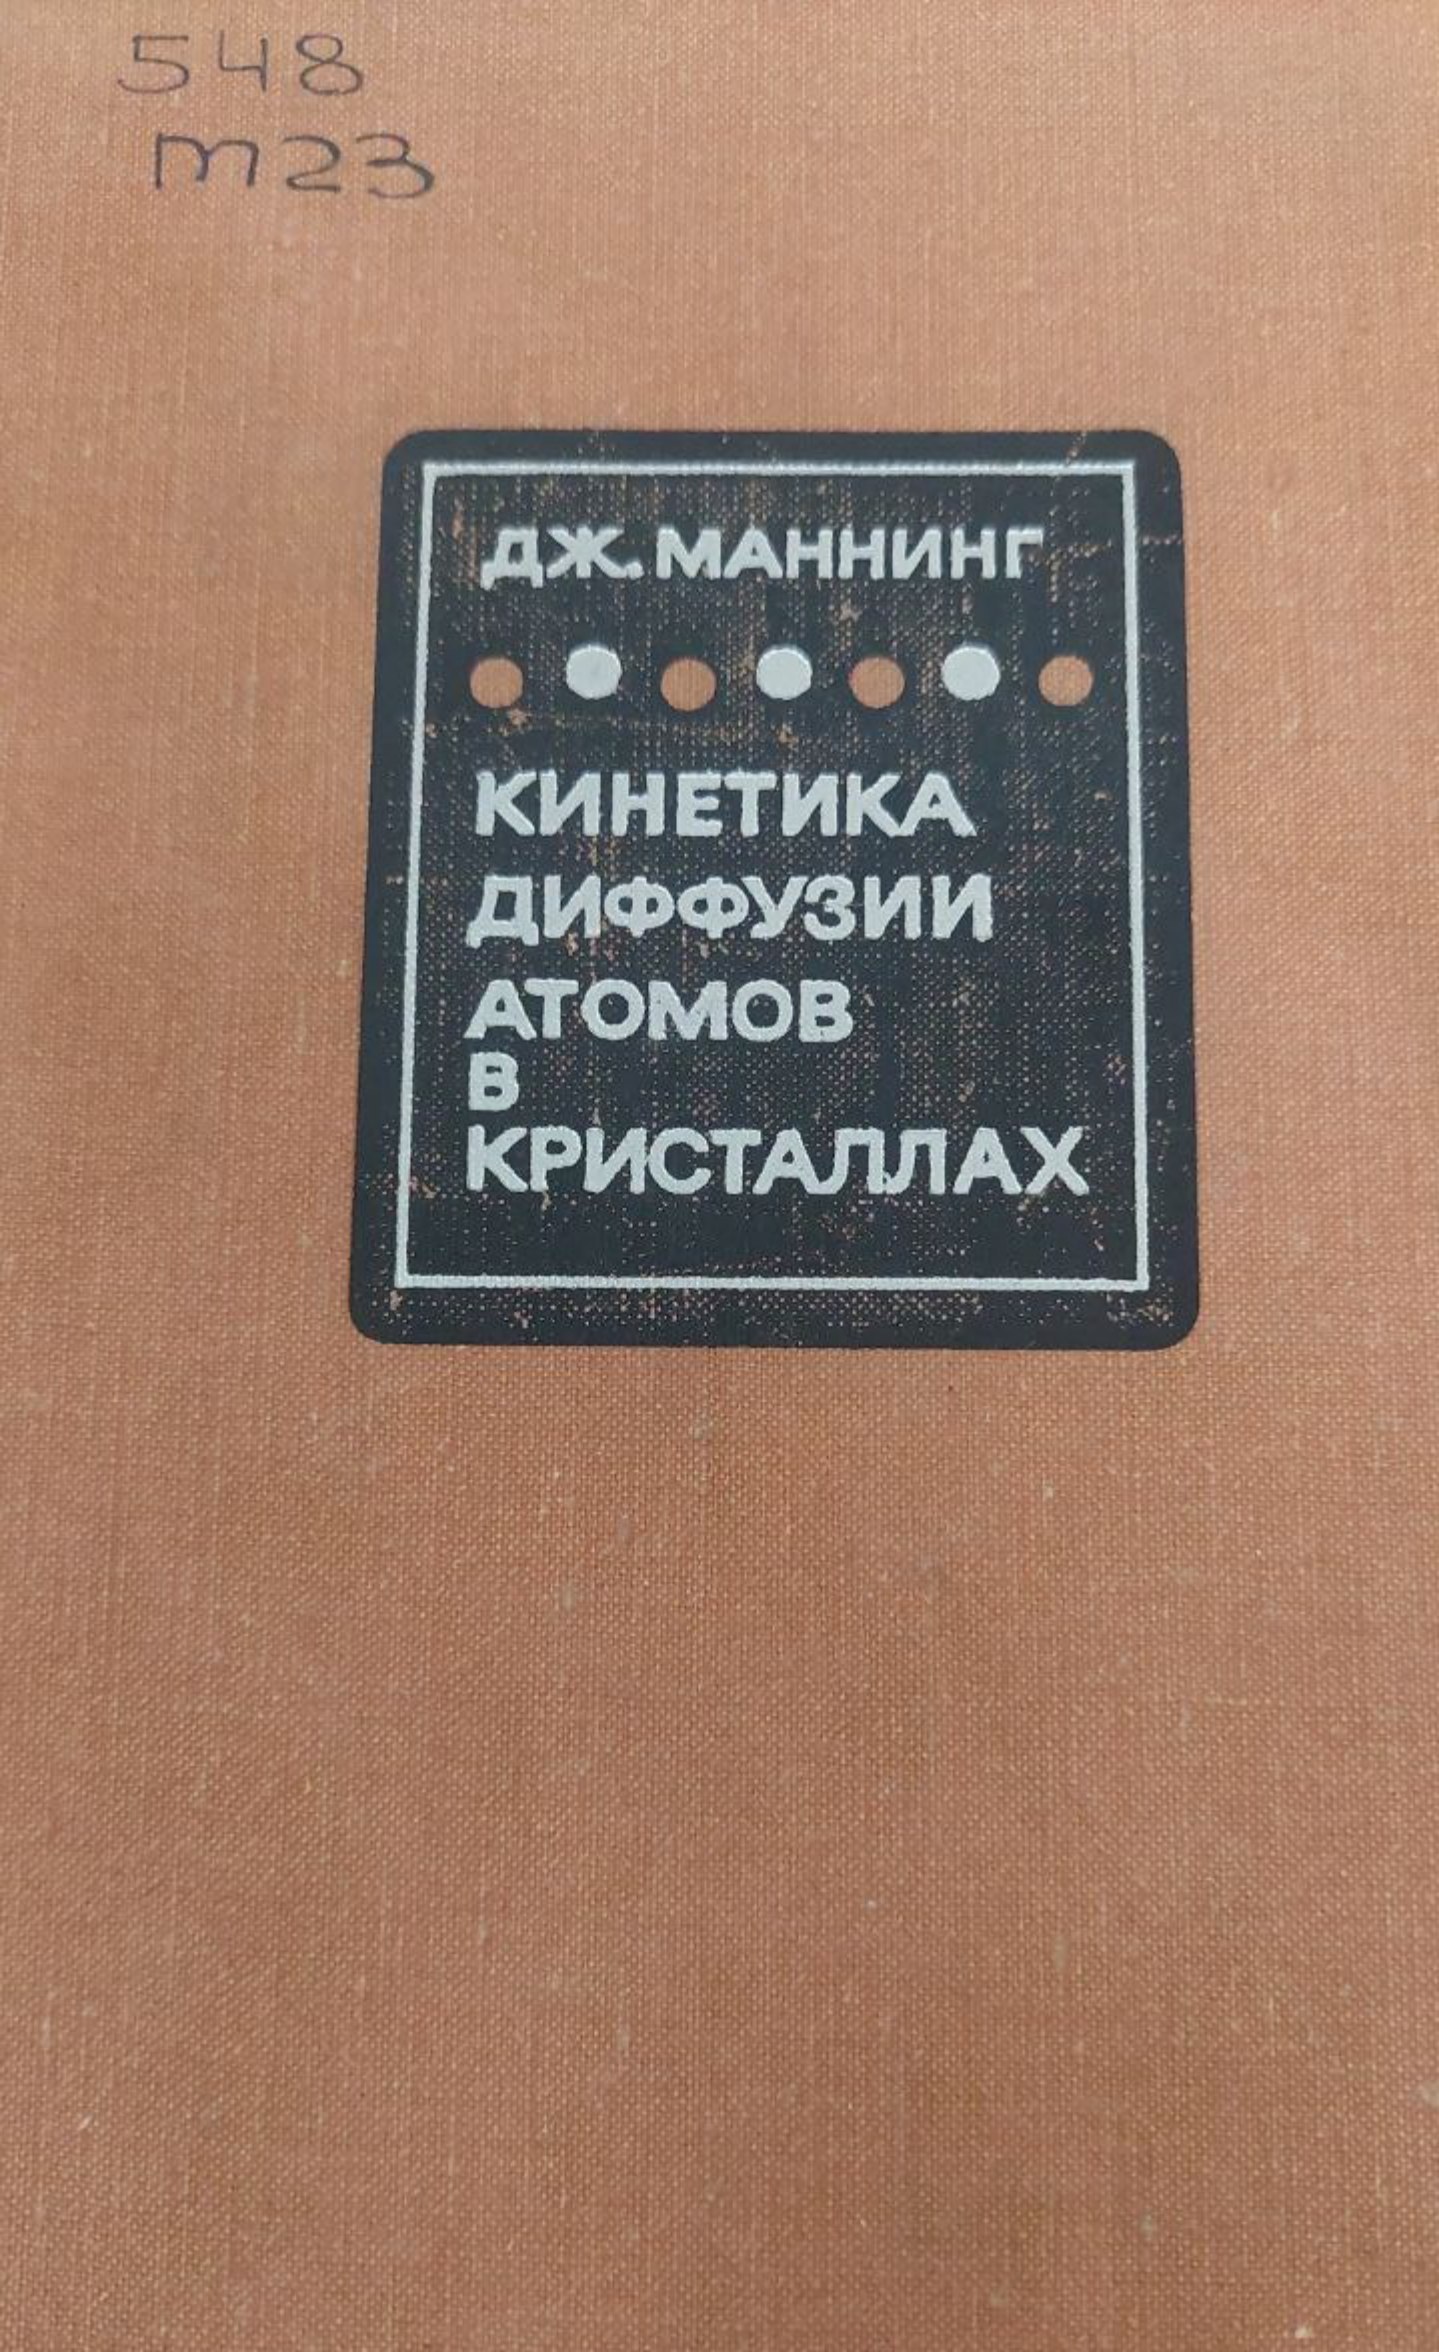 548
m23
ДЖ. МАННИНГ
КИНЕТИКА
ДИФФУЗИИ
АТОМОВ
В
КРИСТАЛЛАХ